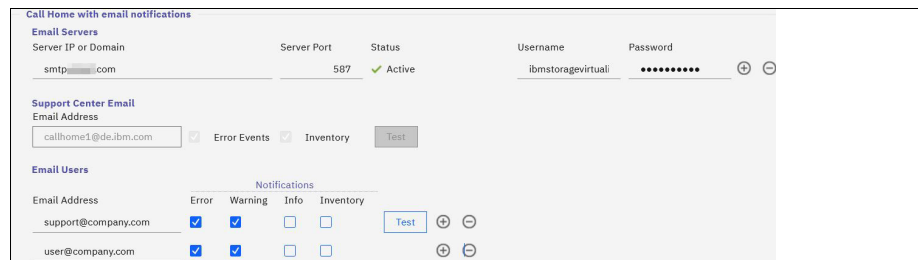 Call Home with email notifications
Email Servers
Server IP or Domain Server Port Status Username Password
smtp com 587 Active ibmstoragevirtuali ••••••••••
Support Center Email
Email Address
callhome1@de.ibm.com Error Events Inventory Test
Email Users
Notifications
Email Address Error Warning Info Inventory
support@company.com Test
user@company.com